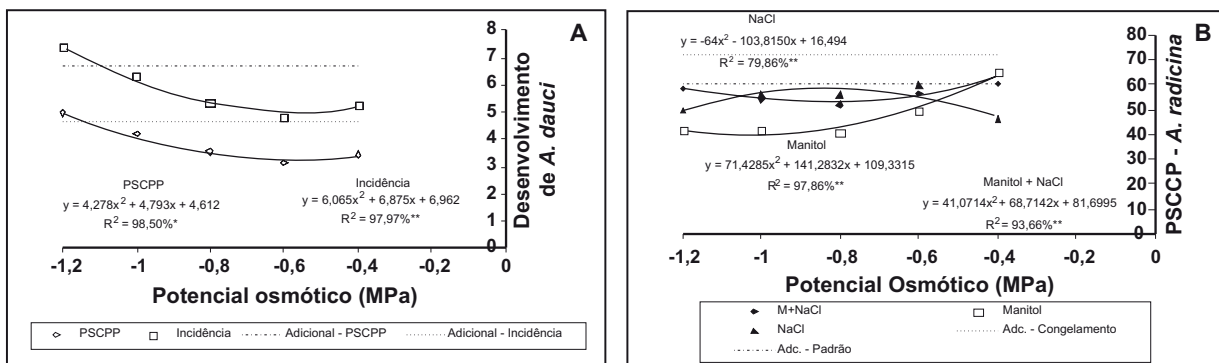 A
8
7
6
5
4
3
2
1
0
Desenvolvimento
de A. dauci
PSCPP
y = 4,278x² + 4,793x + 4,612
R² = 98,50%*
Incidência
y = 6,065x² + 6,875x + 6,962
R² = 97,97%**
-1,2 -1 -0,8 -0,6 -0,4 -0,2 0
Potencial osmótico (MPa)
PSCPP Incidência Adicional - PSCPP Adicional - Incidência
B
NaCl
y = -64x² - 103,8150x + 16,494
R² = 79,86%**
80
70
60
50
40
30
20
10
0
PSCCP - A. radicina
Manitol
y = 71,4285x² + 141,2832x + 109,3315
R² = 97,86%**
Manitol + NaCl
y = 41,0714x² + 68,7142x + 81,6995
R² = 93,66%**
-1,2 -1 -0,8 -0,6 -0,4 -0,2 0
Potencial Osmótico (MPa)
M+NaCl Manitol
NaCl Adc. - Congelamento
Adc. - Padrão